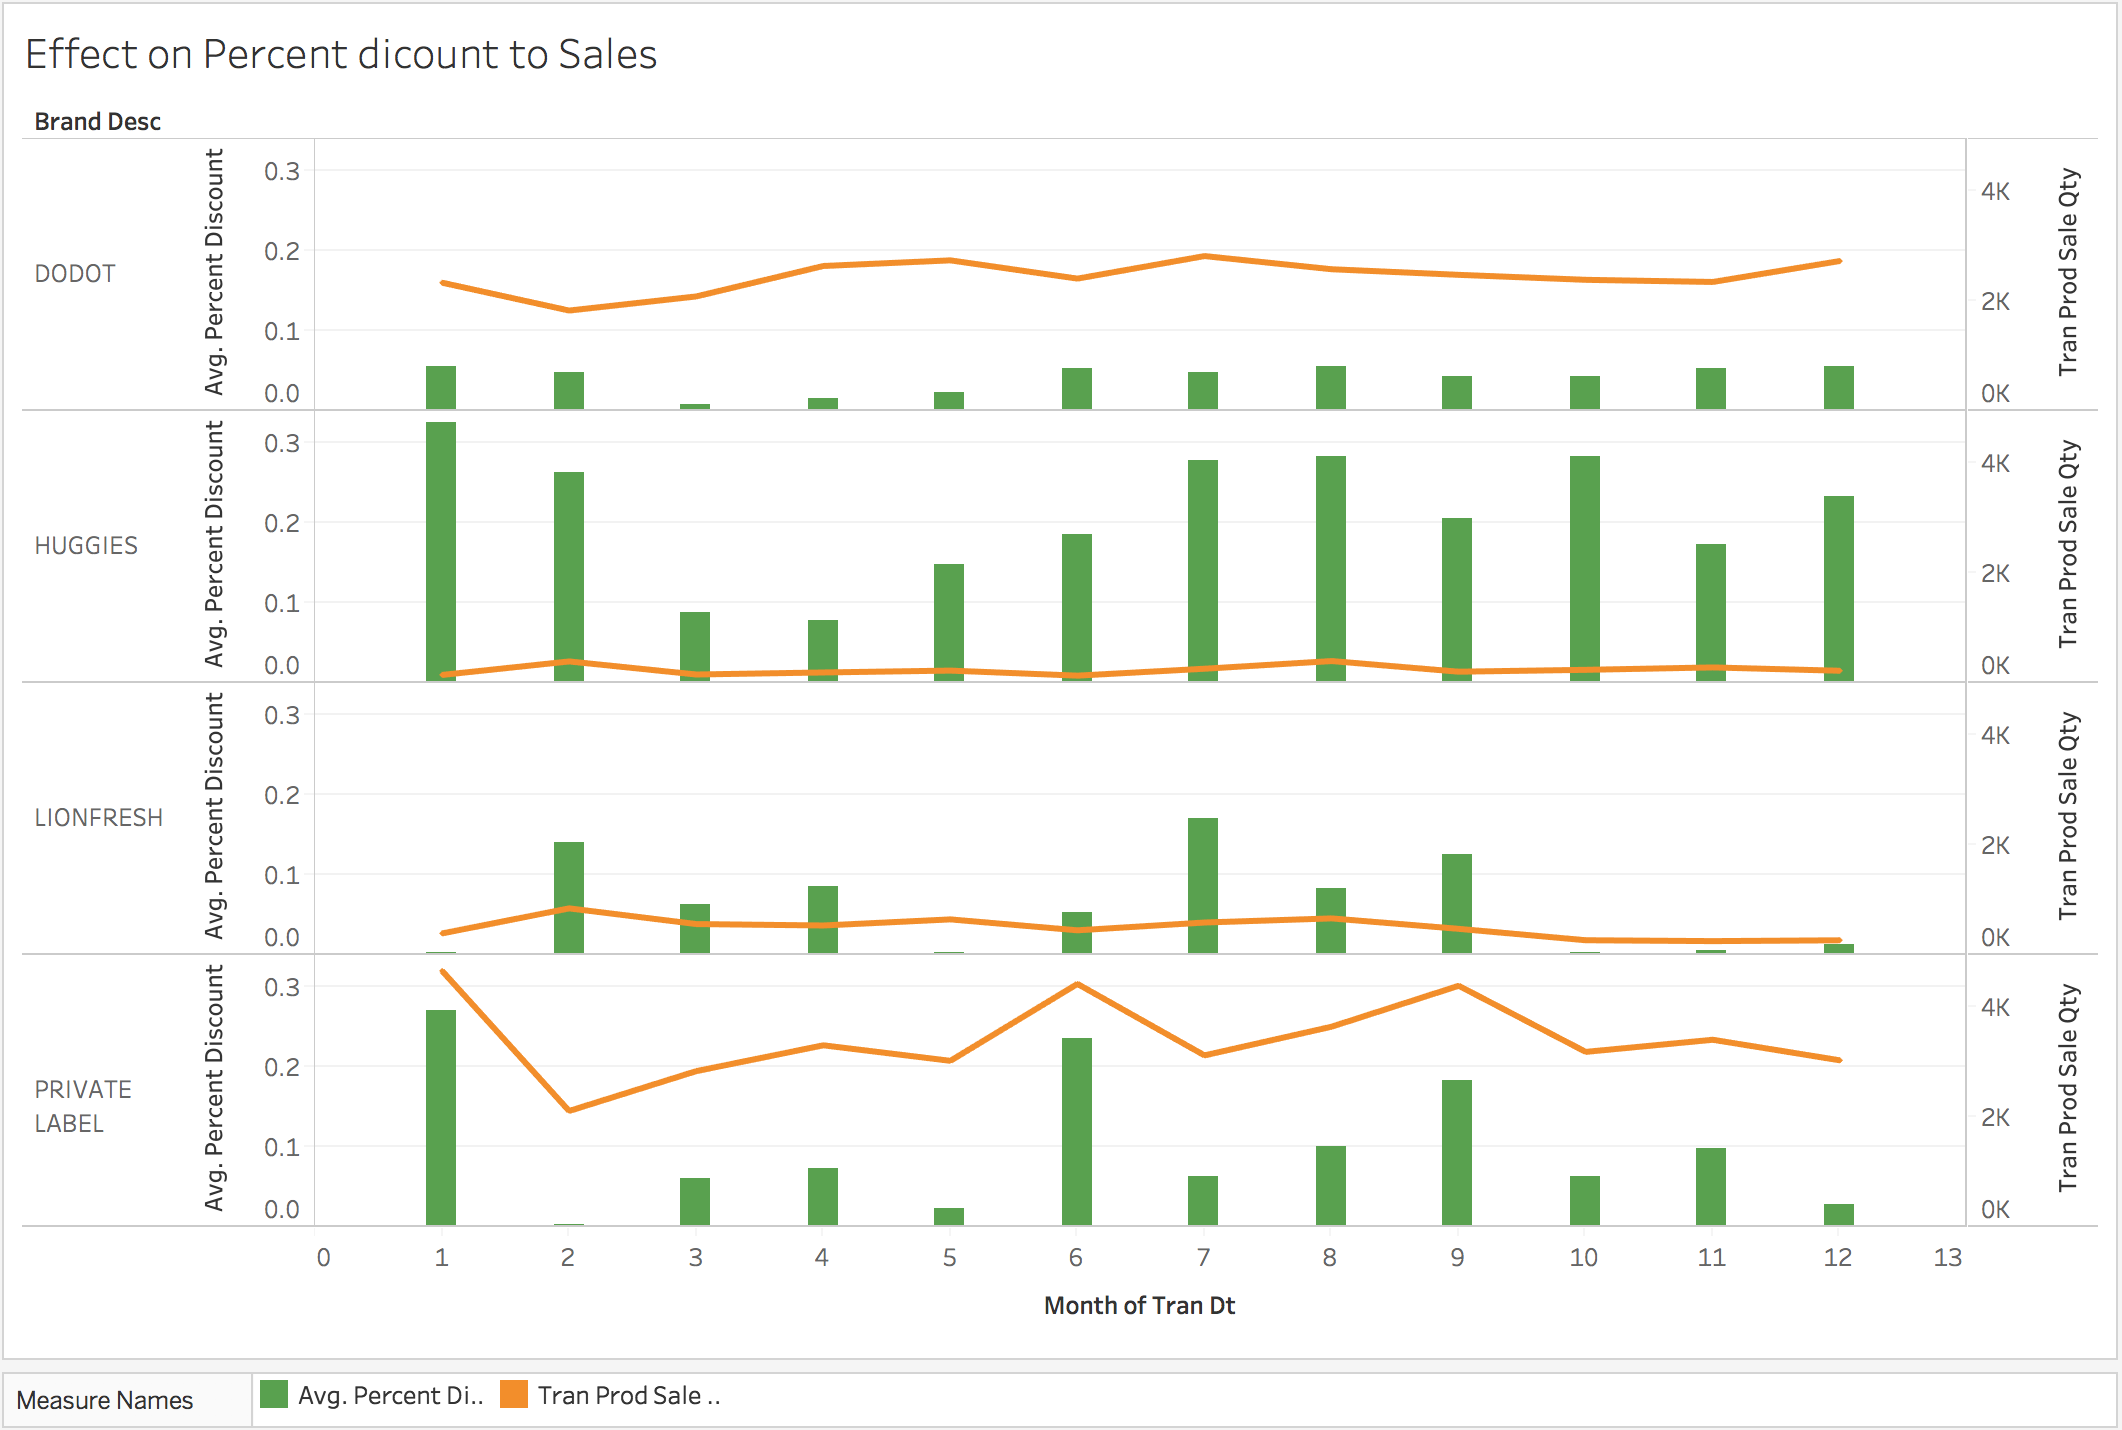 Effect on Percent dicount to Sales
Brand Desc
DODOT
Avg. Percent Discount
0.3
0.2
0.1
0.0
4K
2K
0K
Tran Prod Sale Qty
HUGGIES
Avg. Percent Discount
0.3
0.2
0.1
0.0
4K
2K
0K
Tran Prod Sale Qty
LIONFRESH
Avg. Percent Discount
0.3
0.2
0.1
0.0
4K
2K
0K
Tran Prod Sale Qty
PRIVATE
LABEL
Avg. Percent Discount
0.3
0.2
0.1
0.0
4K
2K
0K
Tran Prod Sale Qty
0 1 2 3 4 5 6 7 8 9 10 11 12 13
Month of Tran Dt
Measure Names Avg. Percent Di.. Tran Prod Sale ..